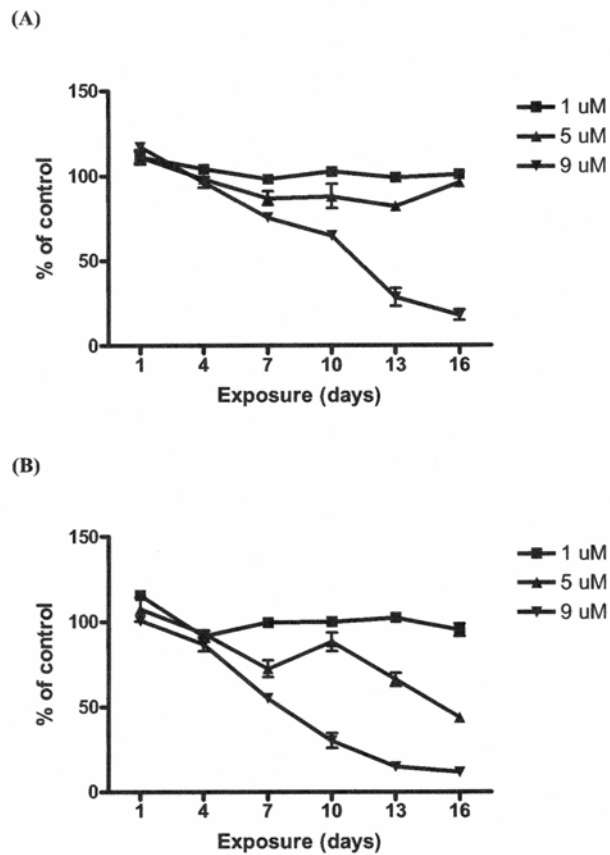 (A)
150
100
50
0
% of control
1 4 7 10 13 16
Exposure (days)
1 uM
5 uM
9 uM
(B)
150
100
50
0
% of control
1 4 7 10 13 16
Exposure (days)
1 uM
5 uM
9 uM